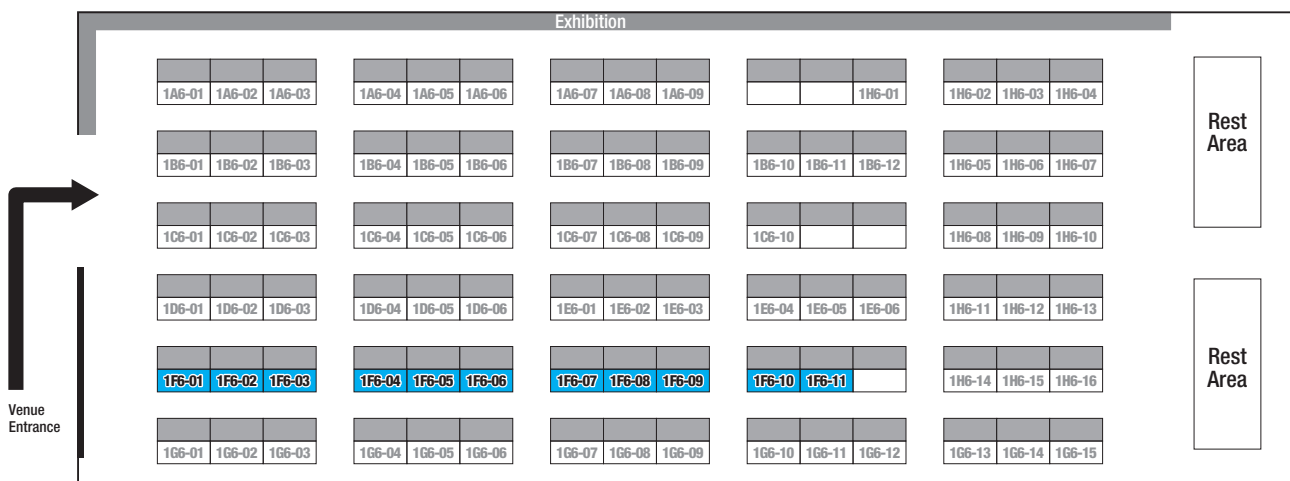 Exhibition
1A6-01 1A6-02 1A6-03 1A6-04 1A6-05 1A6-06 1A6-07 1A6-08 1A6-09 1H6-01 1H6-02 1H6-03 1H6-04
Rest
Area
1B6-01 1B6-02 1B6-03 1B6-04 1B6-05 1B6-06 1B6-07 1B6-08 1B6-09 1B6-10 1B6-11 1B6-12 1H6-05 1H6-06 1H6-07
1C6-01 1C6-02 1C6-03 1C6-04 1C6-05 1C6-06 1C6-07 1C6-08 1C6-09 1C6-10 1H6-08 1H6-09 1H6-10
1D6-01 1D6-02 1D6-03 1D6-04 1D6-05 1D6-06 1E6-01 1E6-02 1E6-03 1E6-04 1E6-05 1E6-06 1H6-11 1H6-12 1H6-13
Rest
Area
1F6-01 1F6-02 1F6-03 1F6-04 1F6-05 1F6-06 1F6-07 1F6-08 1F6-09 1F6-10 1F6-11 1H6-14 1H6-15 1H6-16
Venue
Entrance
1G6-01 1G6-02 1G6-03 1G6-04 1G6-05 1G6-06 1G6-07 1G6-08 1G6-09 1G6-10 1G6-11 1G6-12 1G6-13 1G6-14 1G6-15